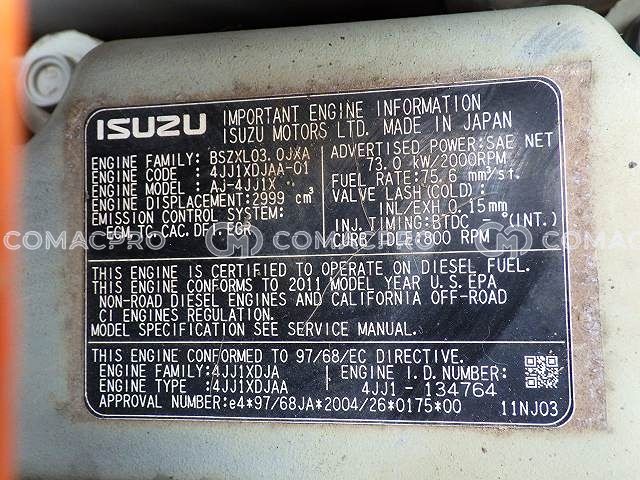 ISUZU
IMPORTANT ENGINE INFORMATION
ISUZU MOTORS LTD. MADE IN JAPAN
ENGINE FAMILY: BSZXL03.0JXA
ENGINE CODE: 4JJ1XDJAA-01
ENGINE MODEL: AJ-4JJ1X
ENGINE DISPLACEMENT: 2999 cm³
EMISSION CONTROL SYSTEM:
ECM, TC, CAC, DFI, EGR
ADVERTISED POWER:SAE NET
73.0 kW/2000RPM
FUEL RATE:75.6 mm³/st.
VALVE LASH(COLD):
INL/EXH 0.15mm
INJ. TIMING:BTDC - °(INT.)
CURB IDLE:800 RPM
THIS ENGINE IS CERTIFIED TO OPERATE ON DIESEL FUEL.
THIS ENGINE CONFORMS TO 2011 MODEL YEAR U.S.EPA
NON-ROAD DIESEL ENGINES AND CALIFORNIA OFF-ROAD
CI ENGINES REGULATION.
MODEL SPECIFICATION SEE SERVICE MANUAL.
THIS ENGINE CONFORMED TO 97/68/EC DIRECTIVE.
ENGINE FAMILY:4JJ1XDJA
ENGINE TYPE: 4JJ1XDJAA
ENGINE I.D.NUMBER:
4JJ1 - 134764
APPROVAL NUMBER:e4*97/68JA*2004/26*0175*00
11NJ03
COMACPRO COMACPRO COMACPRO